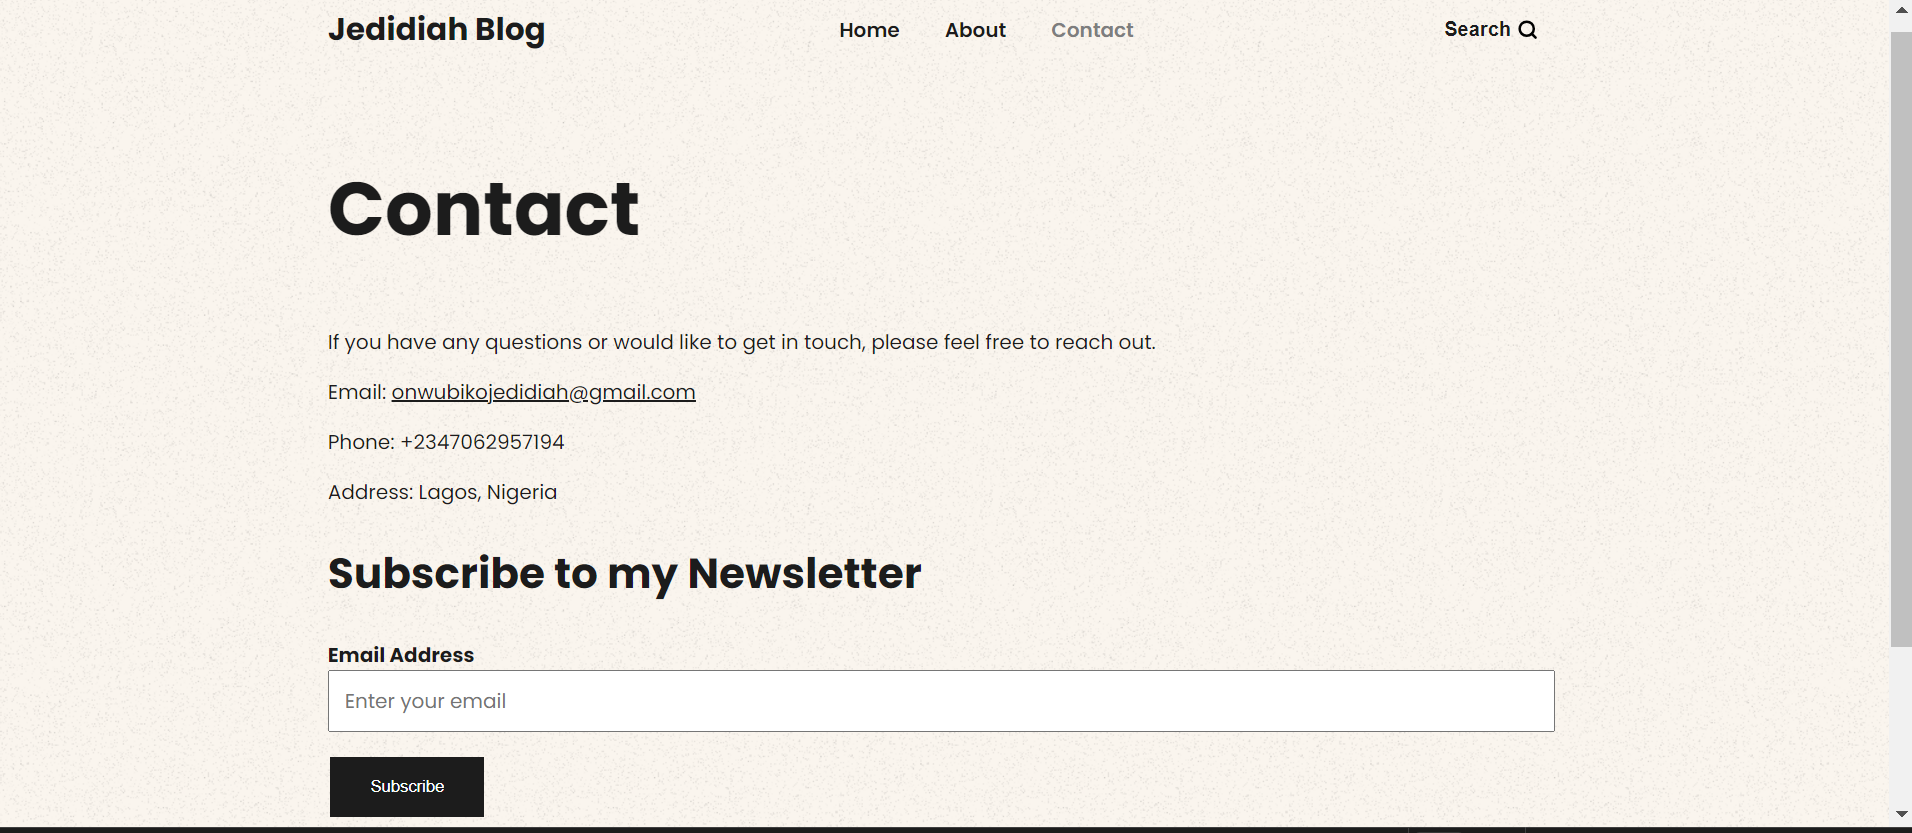 Jedidiah Blog
Home About Contact
Search
Contact
If you have any questions or would like to get in touch, please feel free to reach out.
Email: onwubikojedidiah@gmail.com
Phone: +2347062957194
Address: Lagos, Nigeria
Subscribe to my Newsletter
Email Address
Enter your email
Subscribe